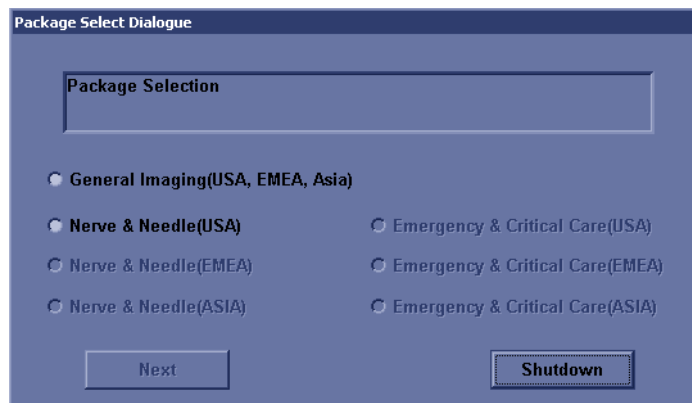 Package Select Dialogue
Package Selection
General Imaging(USA, EMEA, Asia)
Nerve & Needle(USA)
Emergency & Critical Care(USA)
Nerve & Needle(EMEA)
Emergency & Critical Care(EMEA)
Nerve & Needle(ASIA)
Emergency & Critical Care(ASIA)
Next
Shutdown